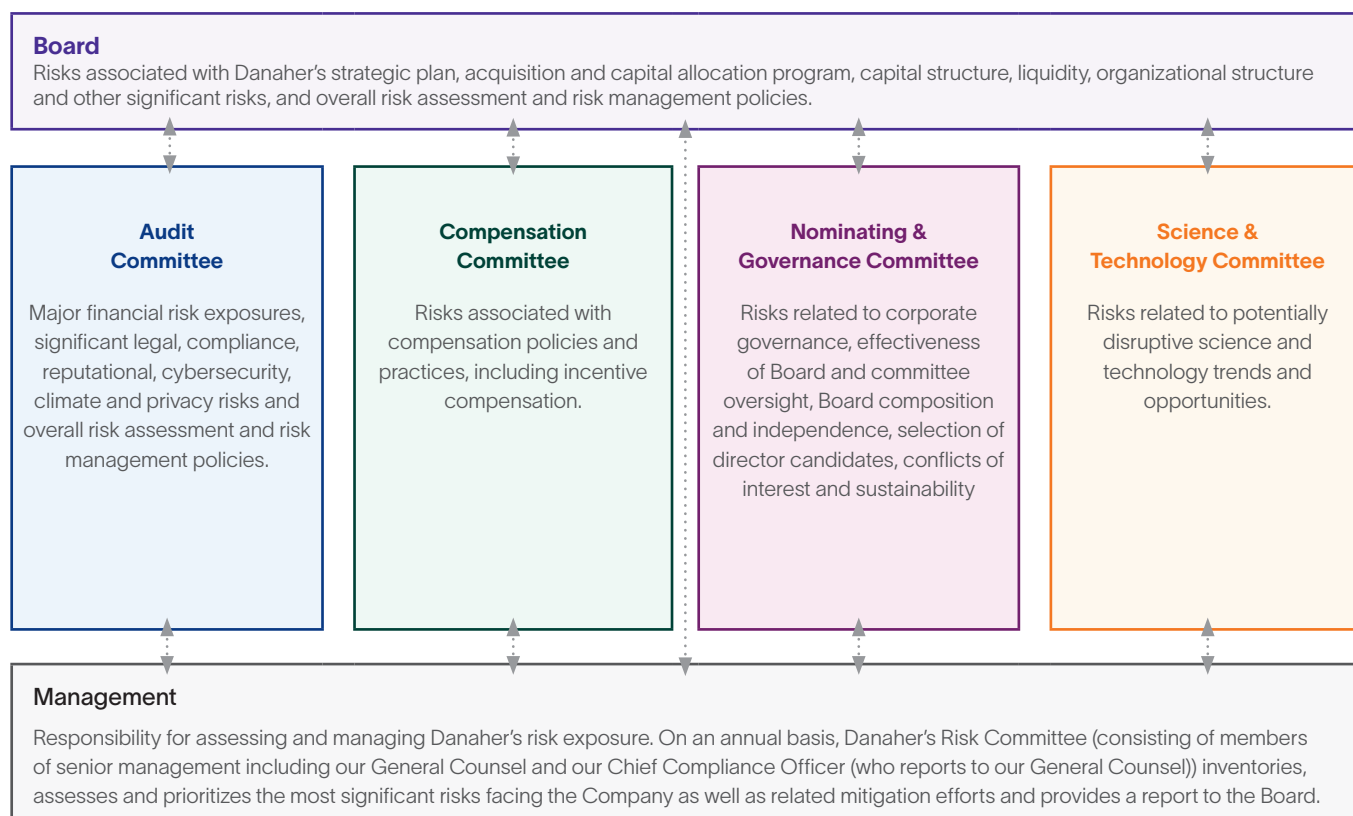 Board
Risks associated with Danaher’s strategic plan, acquisition and capital allocation program, capital structure, liquidity, organizational structure
and other significant risks, and overall risk assessment and risk management policies.
Audit
Committee
Major financial risk exposures,
significant legal, compliance,
reputational, cybersecurity,
climate and privacy risks and
overall risk assessment and risk
management policies.
Compensation
Committee
Risks associated with
compensation policies and
practices, including incentive
compensation.
Nominating &
Governance Committee
Risks related to corporate
governance, effectiveness
of Board and committee
oversight, Board composition
and independence, selection of
director candidates, conflicts of
interest and sustainability
Science &
Technology Committee
Risks related to potentially
disruptive science and
technology trends and
opportunities.
Management
Responsibility for assessing and managing Danaher’s risk exposure. On an annual basis, Danaher’s Risk Committee (consisting of members
of senior management including our General Counsel and our Chief Compliance Officer (who reports to our General Counsel)) inventories,
assesses and prioritizes the most significant risks facing the Company as well as related mitigation efforts and provides a report to the Board.